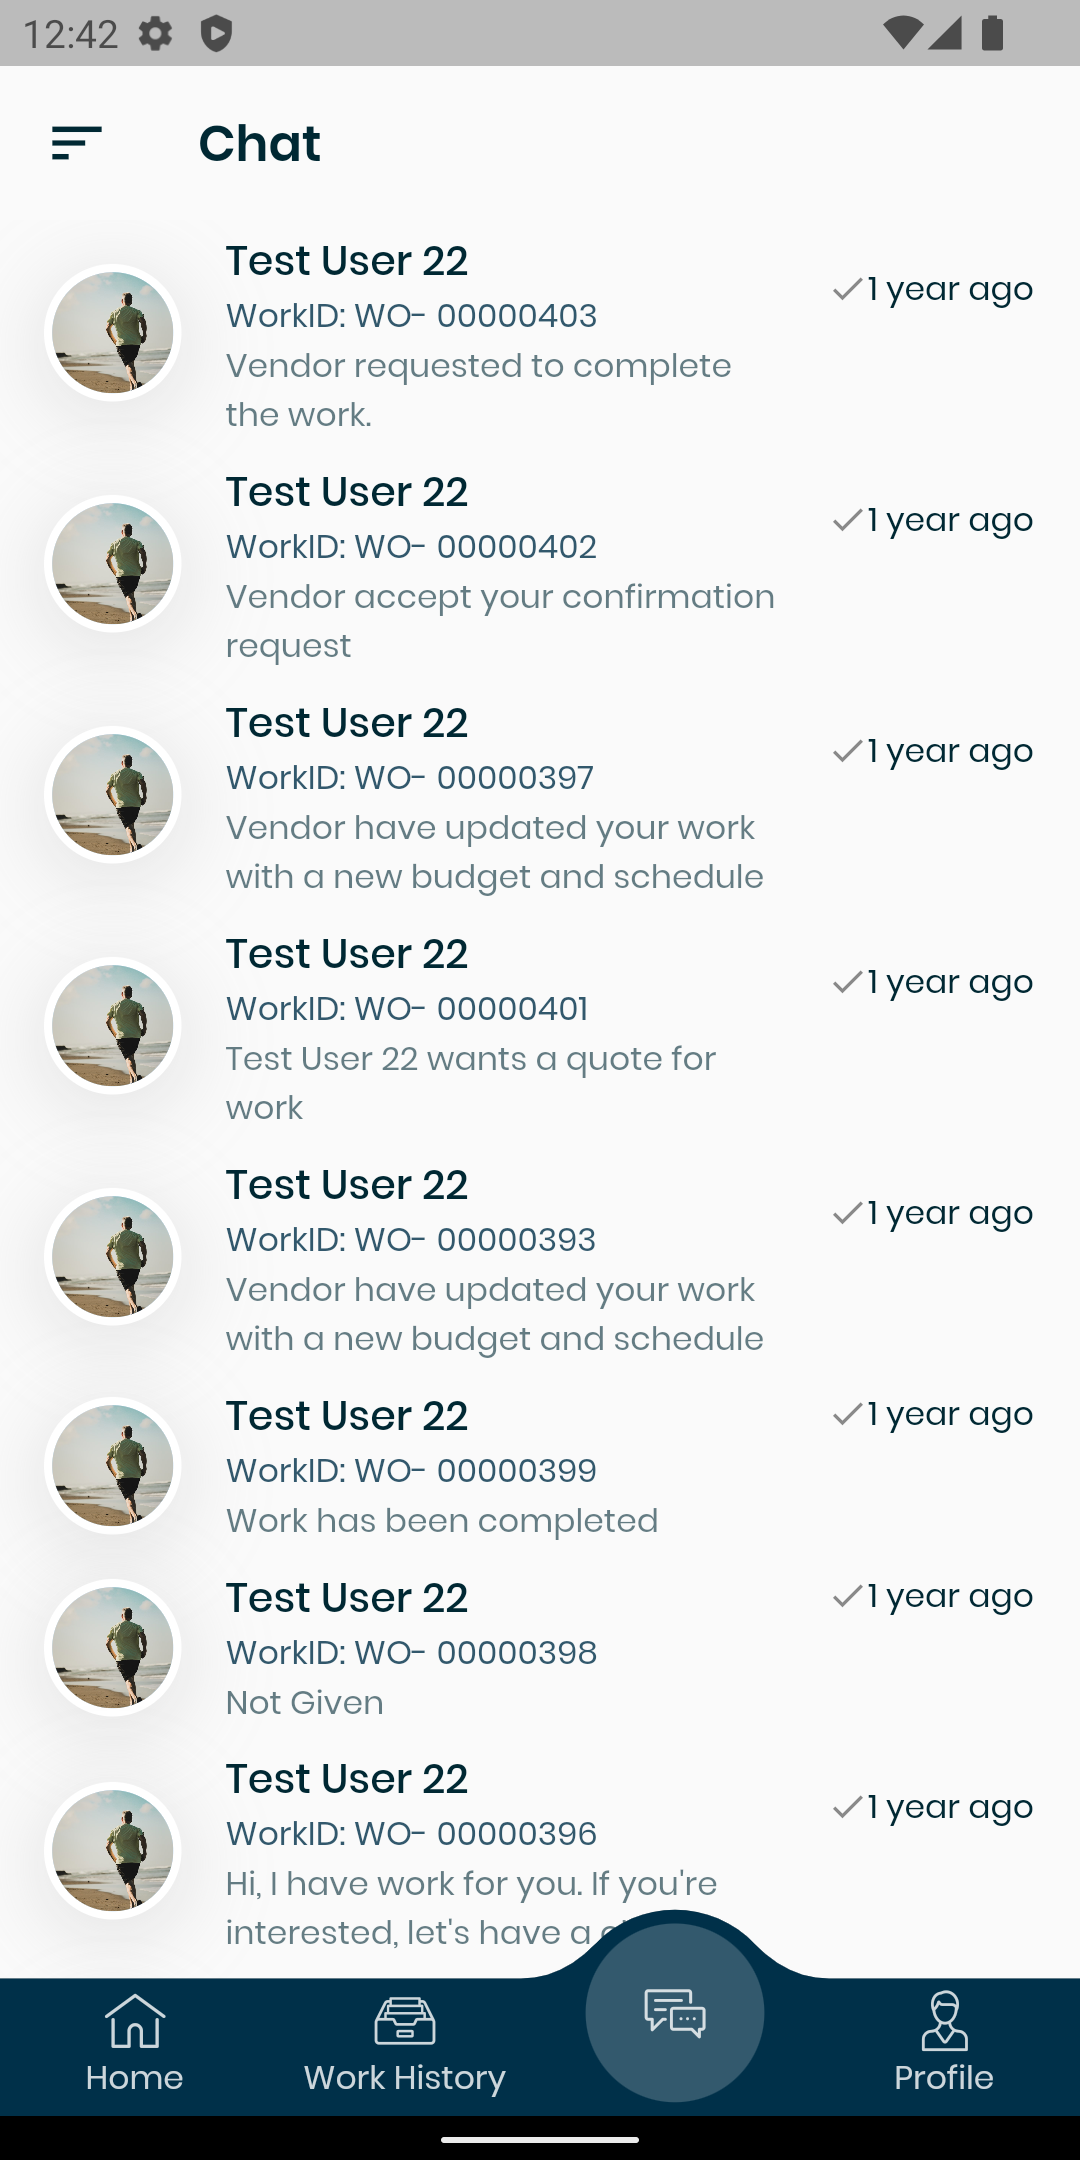 12:42
Chat
Test User 22
1 year ago
WorkID: WO- 00000403
Vendor requested to complete
the work.
Test User 22
1 year ago
WorkID: WO- 00000402
Vendor accept your confirmation
request
Test User 22
1 year ago
WorkID: WO- 00000397
Vendor have updated your work
with a new budget and schedule
Test User 22
1 year ago
WorkID: WO- 00000401
Test User 22 wants a quote for
work
Test User 22
1 year ago
WorkID: WO- 00000393
Vendor have updated your work
with a new budget and schedule
Test User 22
1 year ago
WorkID: WO- 00000399
Work has been completed
Test User 22
1 year ago
WorkID: WO- 00000398
Not Given
Test User 22
1 year ago
WorkID: WO- 00000396
Hi, I have work for you. If you're
interested, let's have a
Home
Work History
Profile